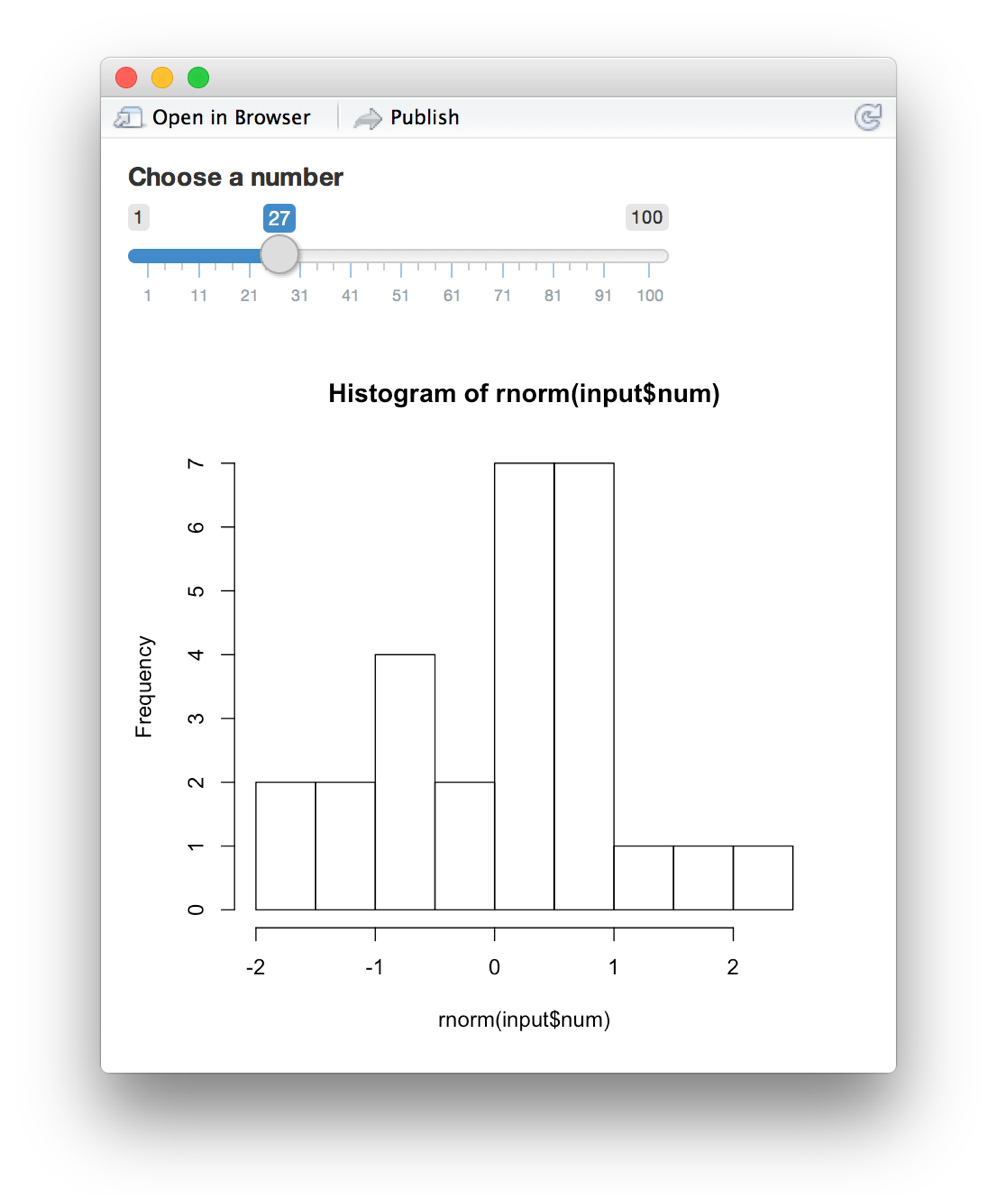 Open in Browser Publish
Choose a number
1 27 100
1 11 21 31 41 51 61 71 81 91 100
Histogram of rnorm(input$num)
7
6
5
4
3
2
1
0
Frequency
-2 -1 0 1 2
rnorm(input$num)